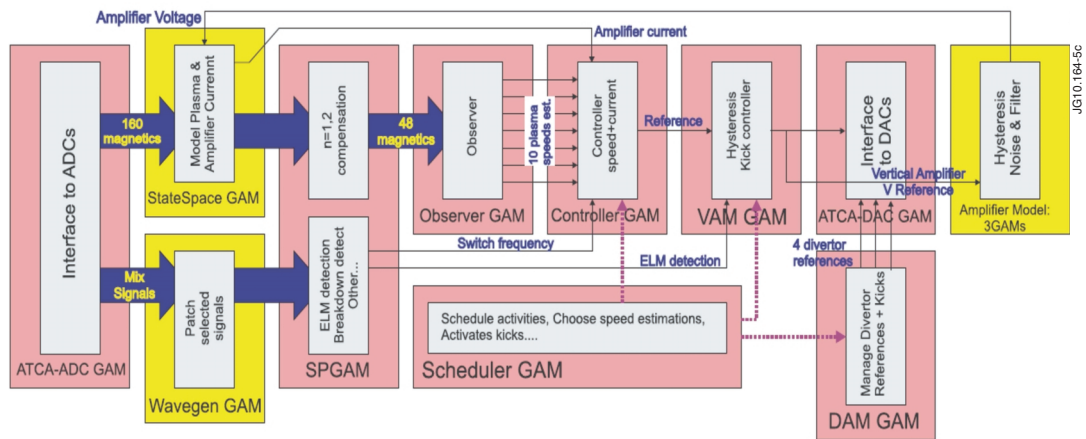 Amplifier Voltage
Amplifier current
JG10.164-5c
Interface to ADCs
ATCA-ADC GAM
160
magnetics
Mix
Signals
Model Plasma &
Amplifier Currennt
StateSpace GAM
Patch
selected
signals
Wavegen GAM
n=1,2
compensation
ELM detection
Breakdown detect
Other...
SPGAM
48
magnetics
Observer
Observer GAM
10 plasma
speeds est.
Controller
speed+current
Controller GAM
Switch frequency
Reference
ELM detection
Hysteresis
Kick controller
VAM GAM
Interface
to DACs
ATCA-DAC GAM
Vertical Amplifier
V Reference
Hysteresis
Noise & Filter
Amplifier Model:
3GAMs
4 divertor
references
Schedule activities, Choose speed estimations,
Activates kicks....
Scheduler GAM
Manage Divertor
References + Kicks
DAM GAM